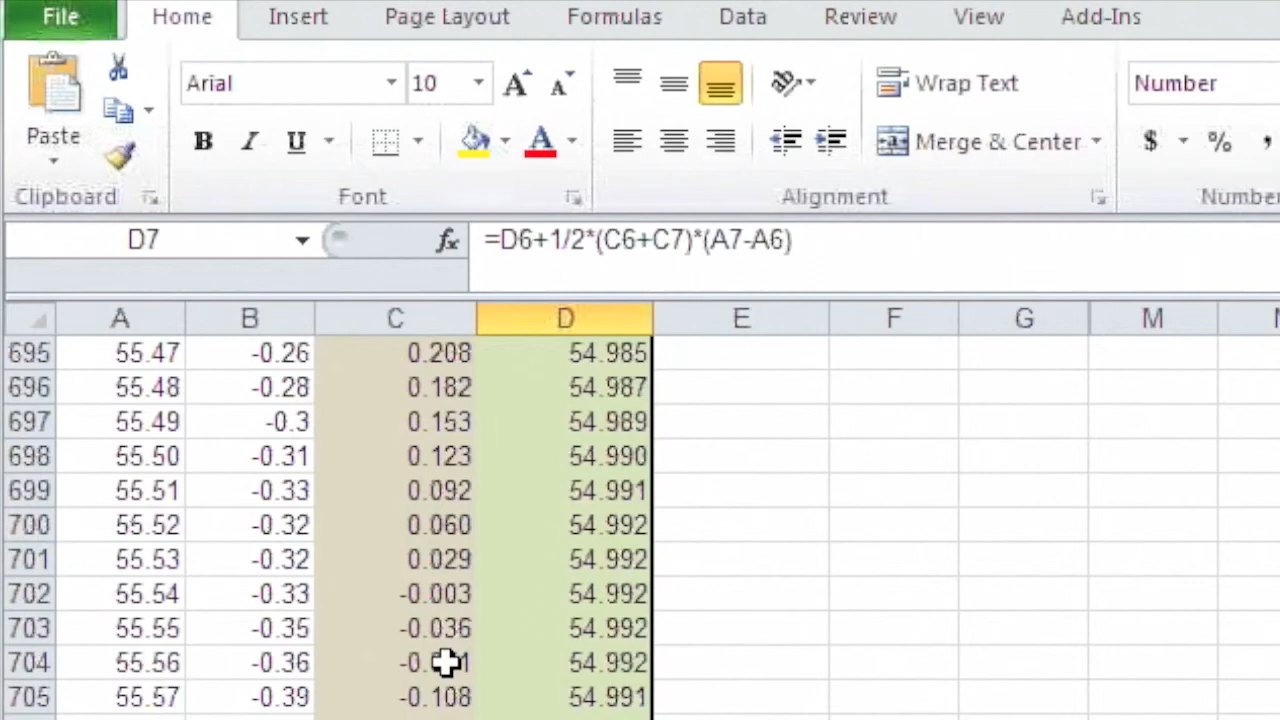 File Home Insert Page Layout Formulas Data Review View Add-Ins
Arial 10 A A Wrap Text Number
Paste B I U A Merge & Center $ % ,
Clipboard Font Alignment
D7 fx =D6+1/2*(C6+C7)*(A7-A6)
A B C D E F G M
695 55.47 -0.26 0.208 54.985
696 55.48 -0.28 0.182 54.987
697 55.49 -0.3 0.153 54.989
698 55.50 -0.31 0.123 54.990
699 55.51 -0.33 0.092 54.991
700 55.52 -0.32 0.060 54.992
701 55.53 -0.32 0.029 54.992
702 55.54 -0.33 -0.003 54.992
703 55.55 -0.35 -0.036 54.992
704 55.56 -0.36 54.992
705 55.57 -0.39 -0.108 54.991